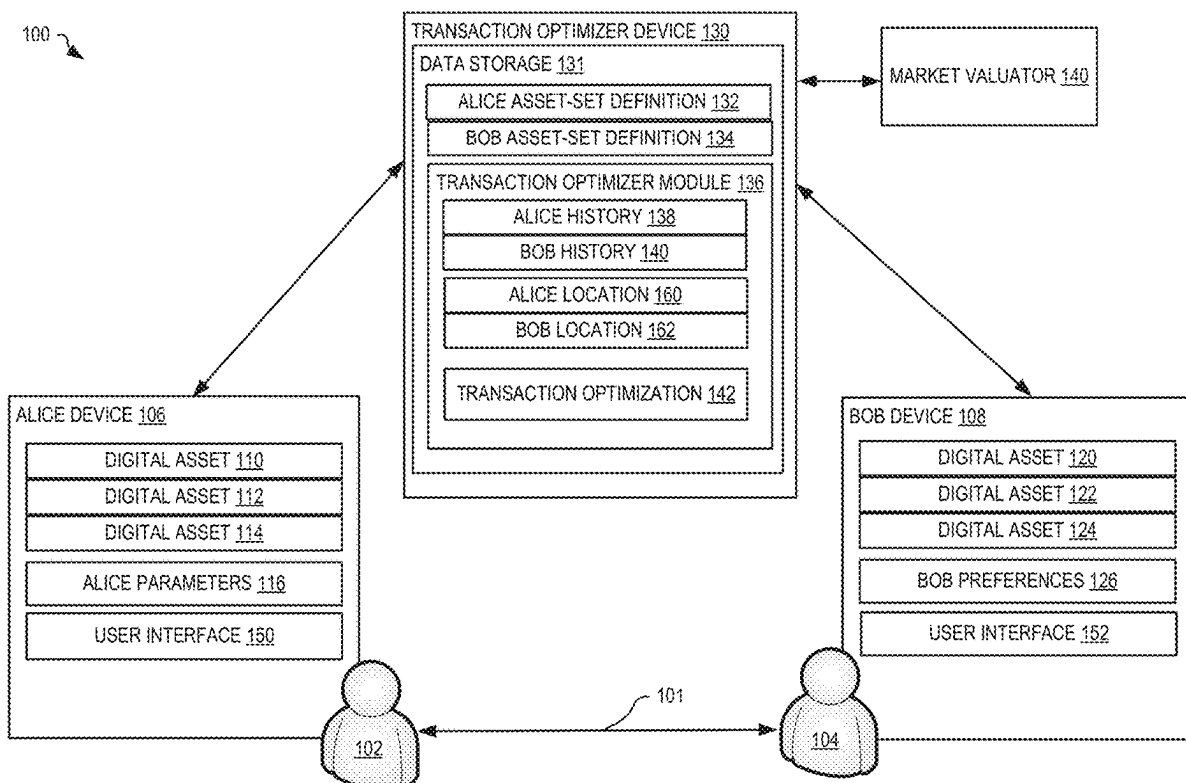 100
TRANSACTION OPTIMIZER DEVICE 130
DATA STORAGE 131
ALICE ASSET-SET DEFINITION 132
BOB ASSET-SET DEFINITION 134
TRANSACTION OPTIMIZER MODULE 136
ALICE HISTORY 138
BOB HISTORY 140
ALICE LOCATION 160
BOB LOCATION 162
TRANSACTION OPTIMIZATION 142
MARKET VALUATOR 140
ALICE DEVICE 106
DIGITAL ASSET 110
DIGITAL ASSET 112
DIGITAL ASSET 114
ALICE PARAMETERS 116
USER INTERFACE 150
102
101
BOB DEVICE 108
DIGITAL ASSET 120
DIGITAL ASSET 122
DIGITAL ASSET 124
BOB PREFERENCES 126
USER INTERFACE 152
104